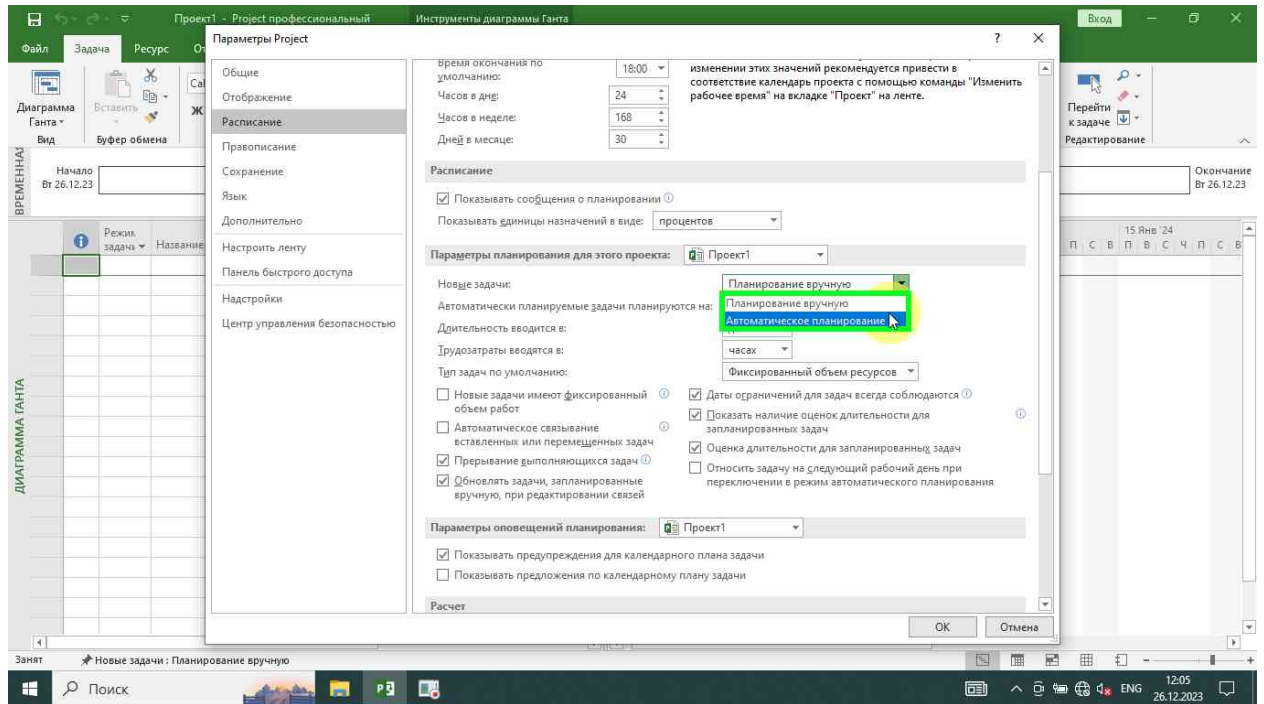 Проект1 - Project профессиональный
Инструменты диаграммы Ганта
Вход
Файл
Задача
Ресурс
Параметры Project
?
Диаграмма
Ганта
Вид
Вставить
Буфер обмена
Ж
Перейти
к задаче
Редактирование
Начало
Вт 26.12.23
Окончание
Вт 26.12.23
Режим
задачи
Название
15 Янв '24
П С В П В С Ч П С В
ДИАГРАММА ГАНТА
Общие
Отображение
Расписание
Правописание
Сохранение
Язык
Дополнительно
Настроить ленту
Панель быстрого доступа
Надстройки
Центр управления безопасностью
Время окончания по
умолчанию:
18:00
изменении этих значений рекомендуется привести в
соответствие календарь проекта с помощью команды "Изменить
рабочее время" на вкладке "Проект" на ленте.
Часов в дне:
24
Часов в неделе:
168
Дней в месяце:
30
Расписание
Показывать сообщения о планировании
Показывать единицы назначений в виде:
процентов
Параметры планирования для этого проекта:
Проект1
Новые задачи:
Планирование вручную
Планирование вручную
Автоматическое планирование
Автоматически планируемые задачи планируются на:
Длительность вводится в:
Трудозатраты вводятся в:
часах
Тип задач по умолчанию:
Фиксированный объем ресурсов
Новые задачи имеют фиксированный
объем работ
Автоматическое связывание
вставленных или перемещенных задач
Прерывание выполняющихся задач
Обновлять задачи, запланированные
вручную, при редактировании связей
Даты ограничений для задач всегда соблюдаются
Показать наличие оценок длительности для
запланированных задач
Оценка длительности для запланированных задач
Относить задачу на следующий рабочий день при
переключении в режим автоматического планирования
Параметры оповещений планирования:
Проект1
Показывать предупреждения для календарного плана задачи
Показывать предложения по календарному плану задачи
Расчет
OK
Отмена
Занят
Новые задачи : Планирование вручную
Поиск
ENG
12:05
26.12.2023